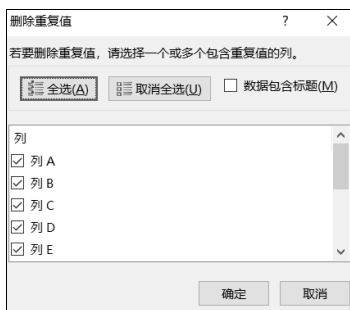 删除重复值
? ×
若要删除重复值，请选择一个或多个包含重复值的列。
全选(A) 取消全选(U) 数据包含标题(M)
列
列 A
列 B
列 C
列 D
列 E
确定 取消